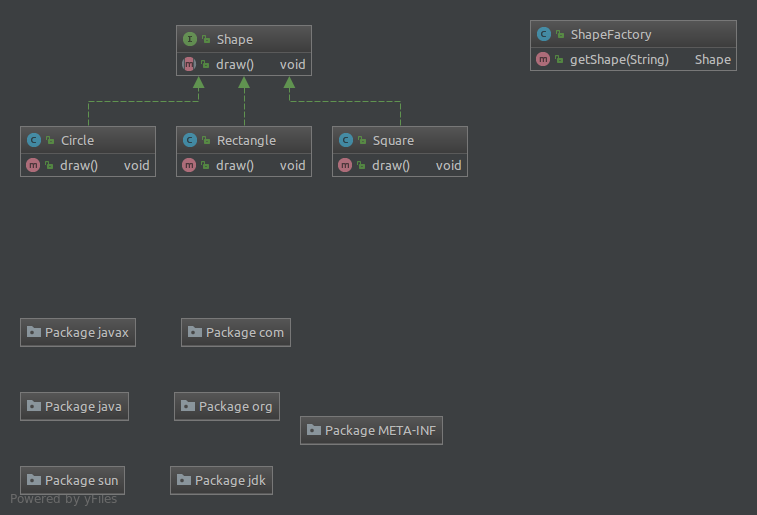 I Shape
m draw() void
C ShapeFactory
m getShape(String) Shape
C Circle
m draw() void
C Rectangle
m draw() void
C Square
m draw() void
Package javax
Package com
Package java
Package org
Package META-INF
Package sun
Package jdk
Powered by yFiles